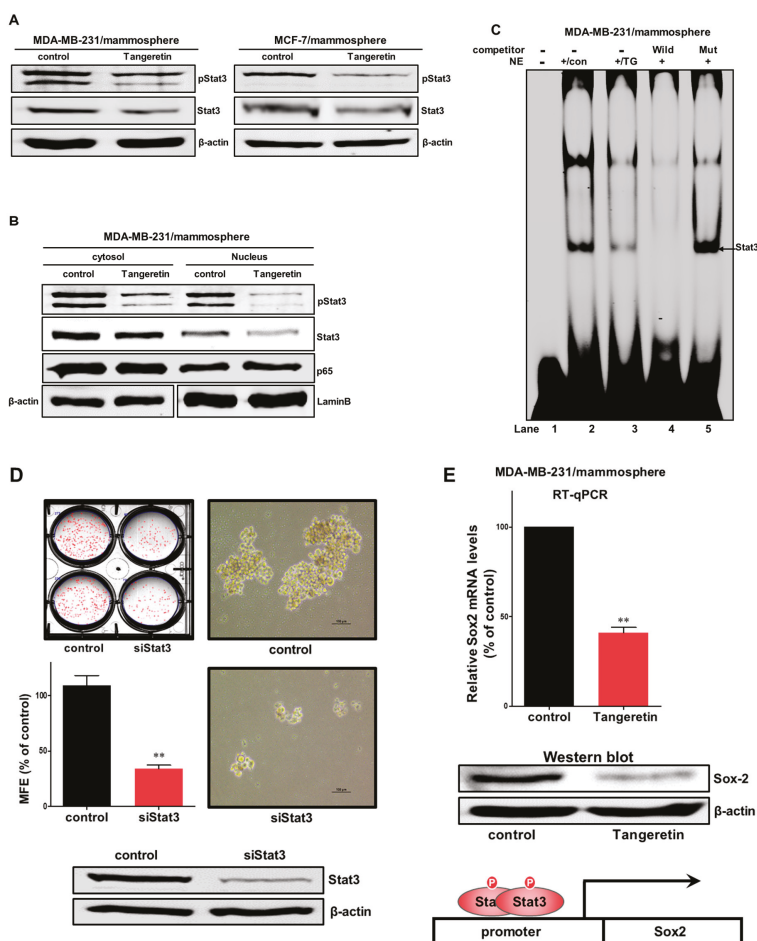 A
MDA-MB-231/mammosphere
control Tangeretin
pStat3
Stat3
β-actin
MCF-7/mammosphere
control Tangeretin
pStat3
Stat3
β-actin
B
MDA-MB-231/mammosphere
cytosol Nucleus
control Tangeretin control Tangeretin
pStat3
Stat3
p65
β-actin LaminB
C
MDA-MB-231/mammosphere
competitor - - - Wild Mut
NE - +/con +/TG + +
Stat3
Lane 1 2 3 4 5
D
control siStat3
control
MFE (% of control)
100
50
0
**
control siStat3
siStat3
control siStat3
Stat3
β-actin
E
MDA-MB-231/mammosphere
RT-qPCR
Relative Sox2 mRNA levels
(% of control)
100
50
0
**
control Tangeretin
Western blot
Sox-2
β-actin
control Tangeretin
P P
Sta Stat3
promoter Sox2